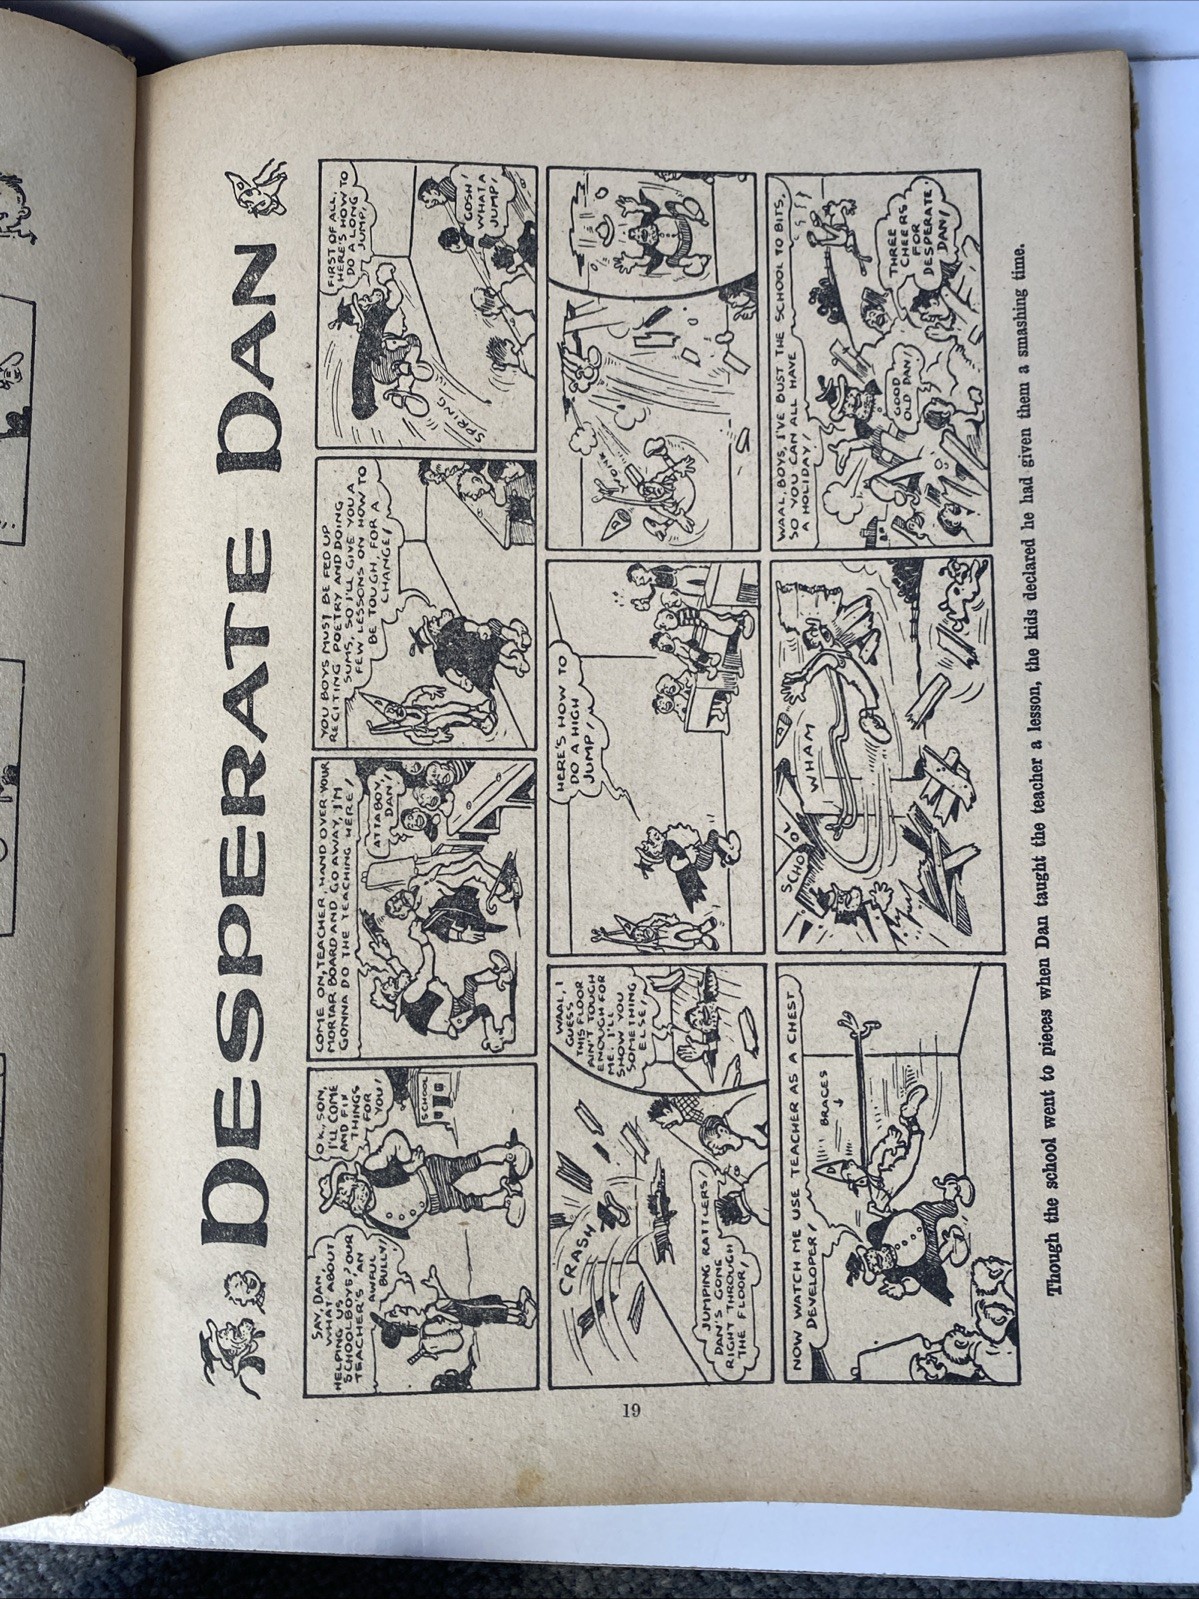 DESPERATE DAN
SAY, DAN,
WHAT ABOUT
HELPING US
SCHOOLBOYS? OUR
TEACHER'S AN
AWFUL
BULLY!
OK, SON,
I'LL COME
AND FIX
THINGS
FOR
YOU!
SCHOOL
COME ON, TEACHER, HAND OVER YOUR
MORTAR BOARD AND GO AWAY, I'M
GONNA DO THE TEACHING HERE!
ATTABOY,
DAN!
YOU BOYS MUST BE FED UP
RECITING POETRY AND DOING
SUMS, SO I'LL GIVE YOU A
FEW LESSONS ON HOW TO
BE TOUGH, FOR A
CHANGE!
FIRST OF ALL,
HERE'S HOW TO
DO A LONG
JUMP!
SPRING
GOSH!
WHAT A
JUMP!
CRASH
JUMPING RATTLERS!
DAN'S GONE
RIGHT THROUGH
THE FLOOR!
WAAL, I
GUESS
THIS FLOOR
AIN'T TOUGH
ENOUGH FOR
ME. I'LL
SHOW YOU
SOMETHING
ELSE!
HERE'S HOW TO
DO A HIGH
JUMP!
NOW WATCH ME USE TEACHER AS A CHEST
DEVELOPER!
BRACES
SCHO
WHAM
WAAL, BOYS, I'VE BUST THE SCHOOL TO BITS,
SO YOU CAN ALL HAVE
A HOLIDAY!
GOOD
OLD DAN!
THREE
CHEERS
FOR
DESPERATE
DAN!
Though the school went to pieces when Dan taught the teacher a lesson, the kids declared he had given them a smashing time.
19